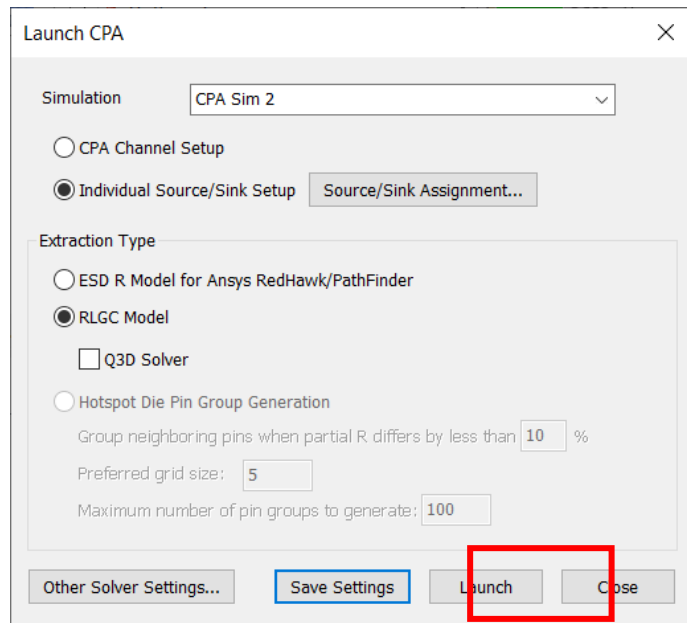 Launch CPA
Simulation CPA Sim 2
CPA Channel Setup
Individual Source/Sink Setup Source/Sink Assignment...
Extraction Type
ESD R Model for Ansys RedHawk/PathFinder
RLGC Model
Q3D Solver
Hotspot Die Pin Group Generation
Group neighboring pins when partial R differs by less than 10 %
Preferred grid size: 5
Maximum number of pin groups to generate: 100
Other Solver Settings... Save Settings Launch Close